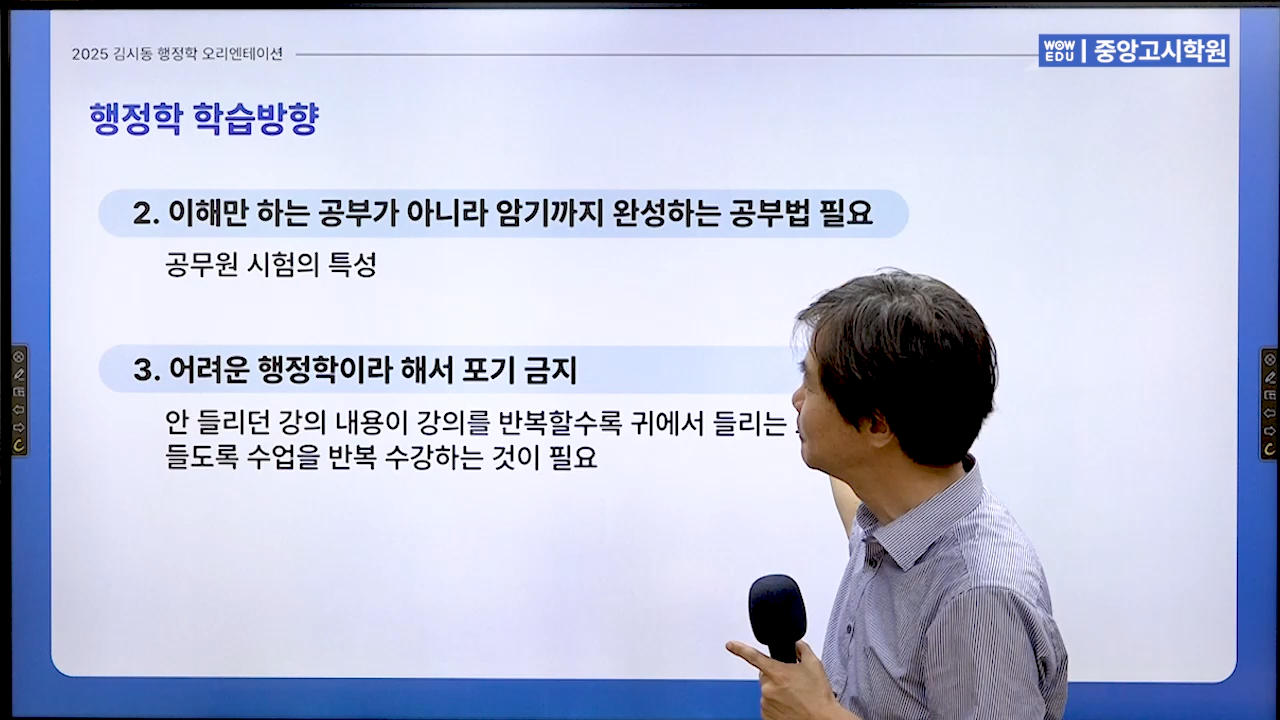 2025 김시동 행정학 오리엔테이션
WOW EDU | 중앙고시학원
행정학 학습방향
2. 이해만 하는 공부가 아니라 암기까지 완성하는 공부법 필요
공무원 시험의 특성
3. 어려운 행정학이라 해서 포기 금지
안 들리던 강의 내용이 강의를 반복할수록 귀에서 들리는
들도록 수업을 반복 수강하는 것이 필요